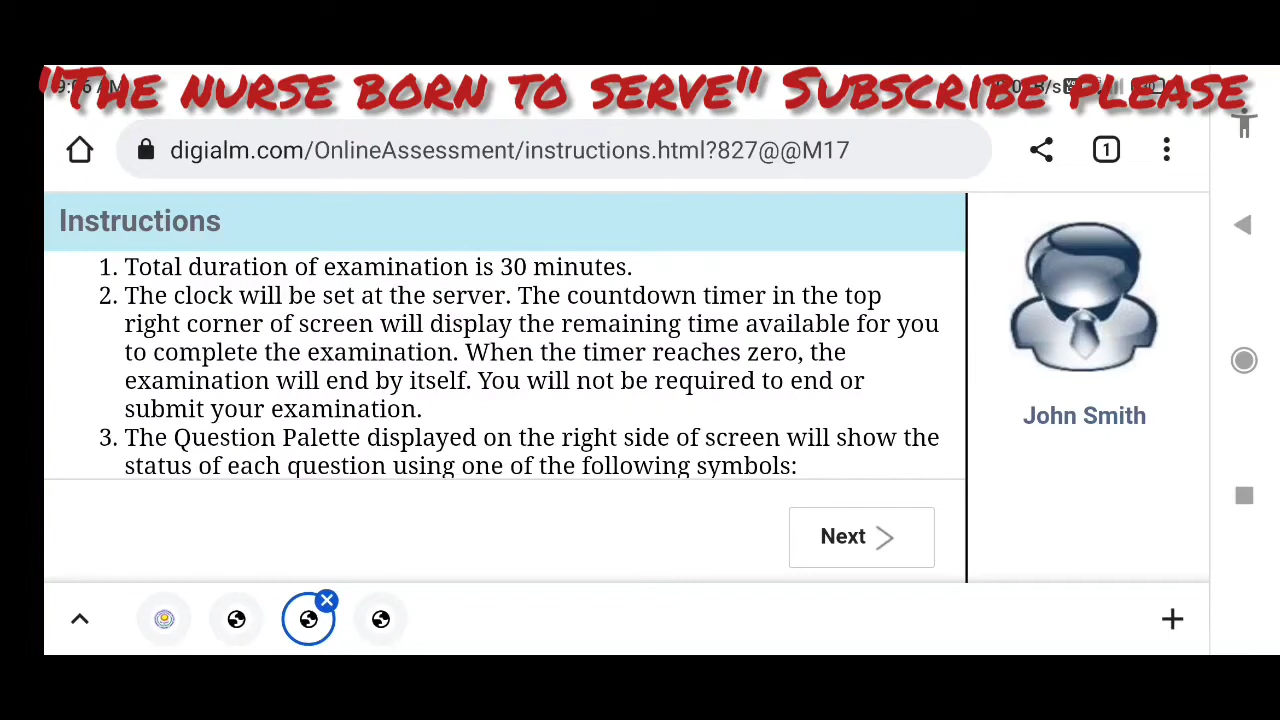 "The nurse born to serve" Subscribe please
digialm.com/OnlineAssessment/instructions.html?827@@M17
1
Instructions
1. Total duration of examination is 30 minutes.
2. The clock will be set at the server. The countdown timer in the top
right corner of screen will display the remaining time available for you
to complete the examination. When the timer reaches zero, the
examination will end by itself. You will not be required to end or
submit your examination.
3. The Question Palette displayed on the right side of screen will show the
status of each question using one of the following symbols:
John Smith
Next